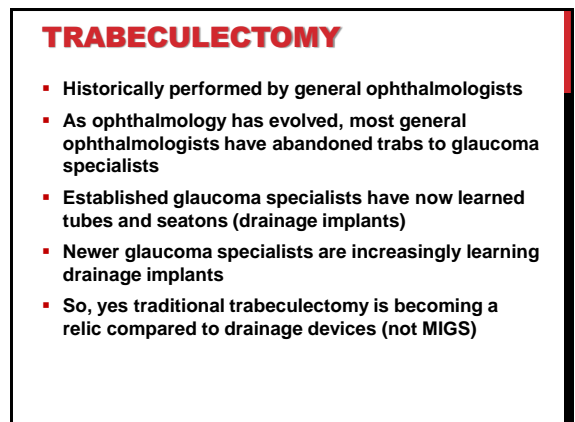 TRABECULECTOMY
▪ Historically performed by general ophthalmologists
▪ As ophthalmology has evolved, most general
ophthalmologists have abandoned trabs to glaucoma
specialists
▪ Established glaucoma specialists have now learned
tubes and seatons (drainage implants)
▪ Newer glaucoma specialists are increasingly learning
drainage implants
▪ So, yes traditional trabeculectomy is becoming a
relic compared to drainage devices (not MIGS)